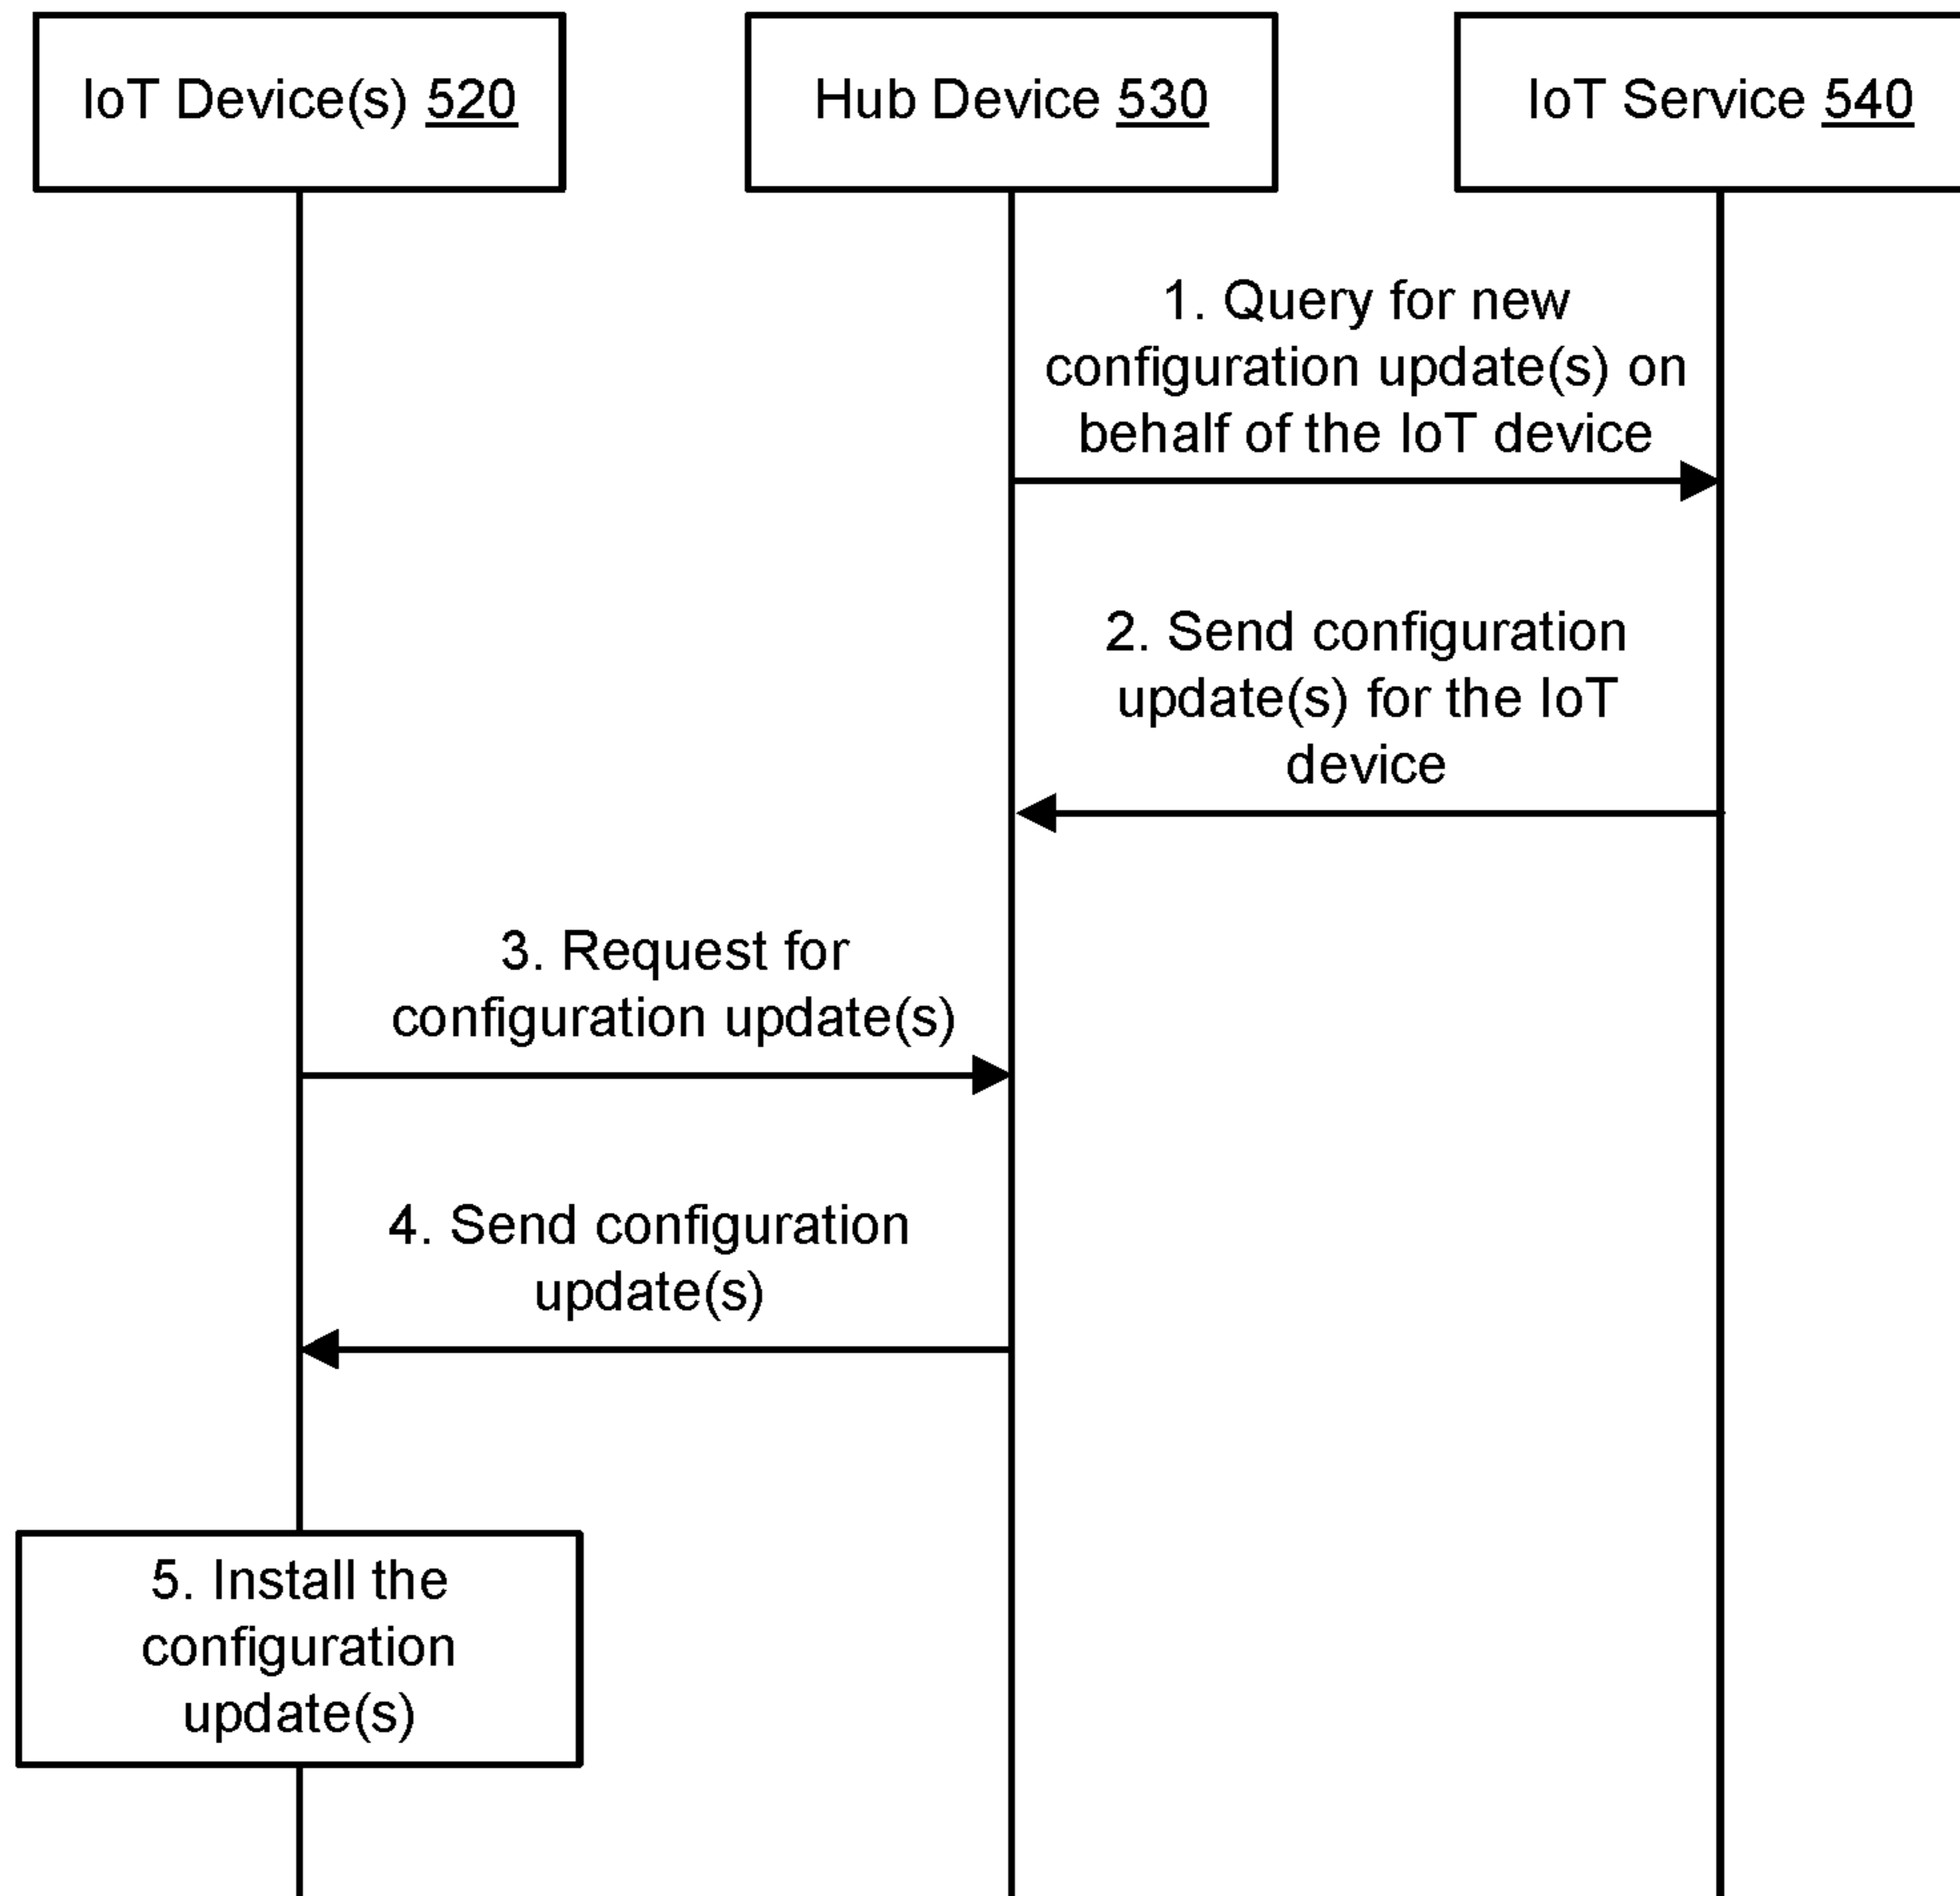 IoT Device(s) 520
Hub Device 530
IoT Service 540
1. Query for new
configuration update(s) on
behalf of the IoT device
2. Send configuration
update(s) for the IoT
device
3. Request for
configuration update(s)
4. Send configuration
update(s)
5. Install the
configuration
update(s)